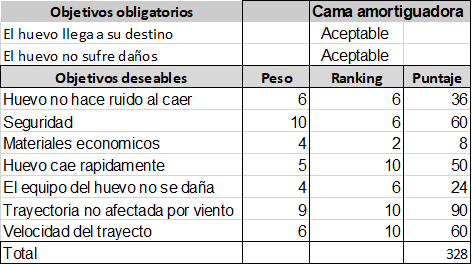 Objetivos obligatorios Cama amortiguadora
El huevo llega a su destino Aceptable
El huevo no sufre daños Aceptable
Objetivos deseables Peso Ranking Puntaje
Huevo no hace ruido al caer 6 6 36
Seguridad 10 6 60
Materiales economicos 4 2 8
Huevo cae rapidamente 5 10 50
El equipo del huevo no se daña 4 6 24
Trayectoria no afectada por viento 9 10 90
Velocidad del trayecto 6 10 60
Total 328